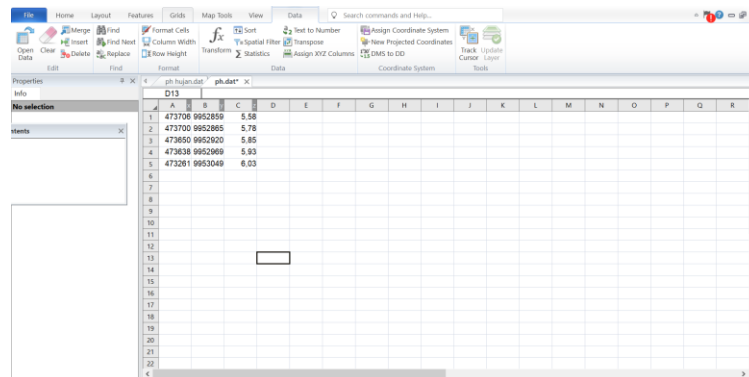 File Home Layout Features Grids Map Tools View Data Search commands and Help...
Open Data Clear Merge Insert Delete Find Find Next Replace
Format Cells Column Width Row Height
fx Transform Sort Spatial Filter Statistics
2 Text to Number Transpose Assign XYZ Columns
Assign Coordinate System New Projected Coordinates DMS to DD
Track Cursor Update Layer
Edit Find Format Data Coordinate System Tools
Properties
Info
No selection
ntents
ph hujan.dat ph.dat*
D13
A B C D E F G H I J K L M N O P Q R
1 473706 9952859 5,58
2 473700 9952865 5,78
3 473650 9952920 5,85
4 473638 9952969 5,93
5 473261 9953049 6,03
6
7
8
9
10
11
12
13
14
15
16
17
18
19
20
21
22